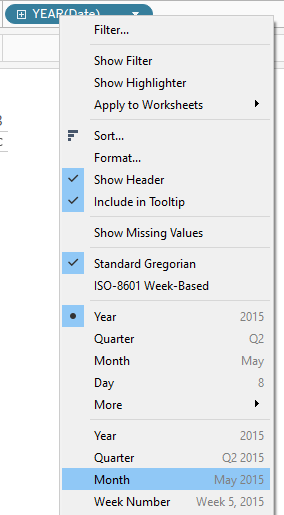 YEAR(Date)
Filter...
Show Filter
Show Highlighter
Apply to Worksheets
Sort...
Format...
Show Header
Include in Tooltip
Show Missing Values
Standard Gregorian
ISO-8601 Week-Based
Year 2015
Quarter Q2
Month May
Day 8
More
Year 2015
Quarter Q2 2015
Month May 2015
Week Number Week 5, 2015